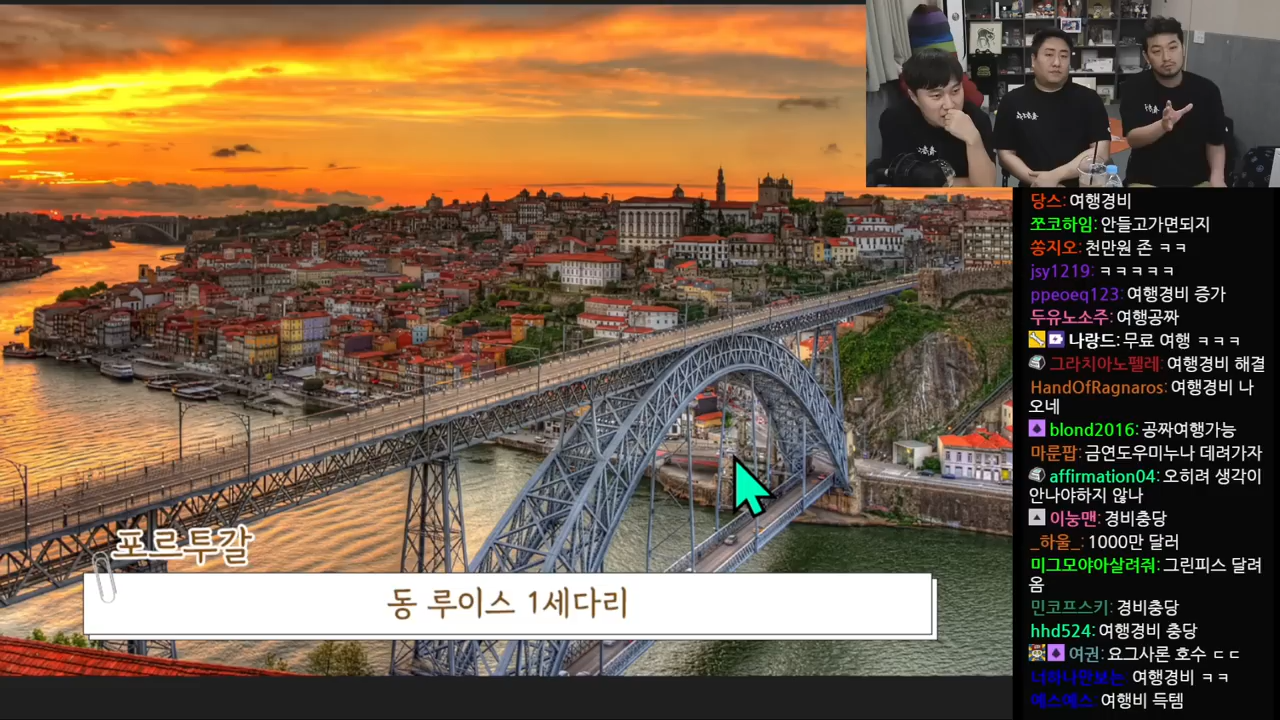 포르투갈
동 루이스 1세다리
당스: 여행경비
쪼코하임: 안들고가면되지
쏭지오: 천만원 존 ㅋㅋ
jsy1219: ㅋㅋㅋㅋㅋ
ppeoeq123: 여행경비 증가
두유노소주: 여행공짜
나랑드: 무료 여행 ㅋㅋㅋ
그라치아노펠레: 여행경비 해결
HandOfRagnaros: 여행경비 나
오네
blond2016: 공짜여행가능
마룬팝: 금연도우미누나 데려가자
affirmation04: 오히려 생각이
안나야하지 않나
이눙맨: 경비충당
_하울_: 1000만 달러
미그모야아살려줘: 그린피스 달려
옴
민코프스키: 경비충당
hhd524: 여행경비 충당
여권: 요그사론 호수 ㄷㄷ
너하나만보는: 여행경비 ㅋㅋ
에스에스: 여행비 득템